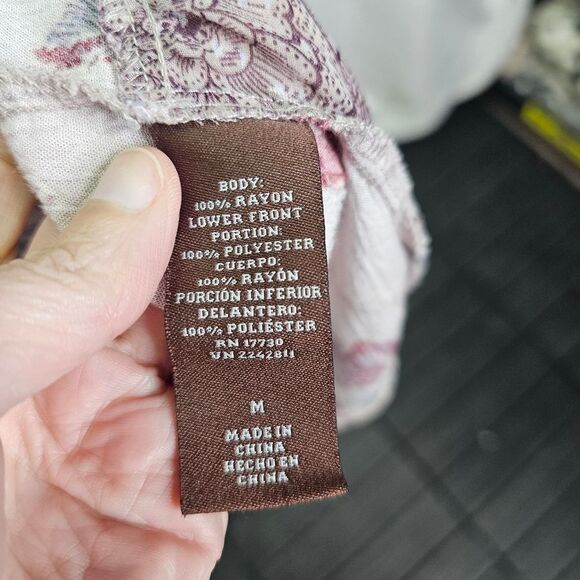 BODY:
100% RAYON
LOWER FRONT
PORTION:
100% POLYESTER
CUERPO:
100% RAYÓN
PORCIÓN INFERIOR
DELANTERO:
100% POLIÉSTER
RN 17730
VN 2242811
M
MADE IN
CHINA
HECHO EN
CHINA